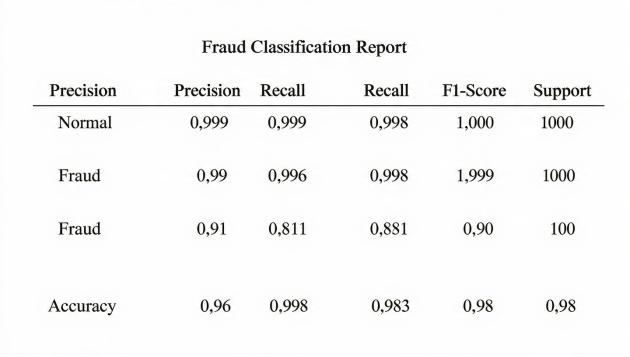 Fraud Classification Report
Precision Precision Recall Recall F1-Score Support
Normal 0,999 0,999 0,998 1,000 1000
Fraud 0,99 0,996 0,998 1,999 1000
Fraud 0,91 0,811 0,881 0,90 100
Accuracy 0,96 0,998 0,983 0,98 0,98